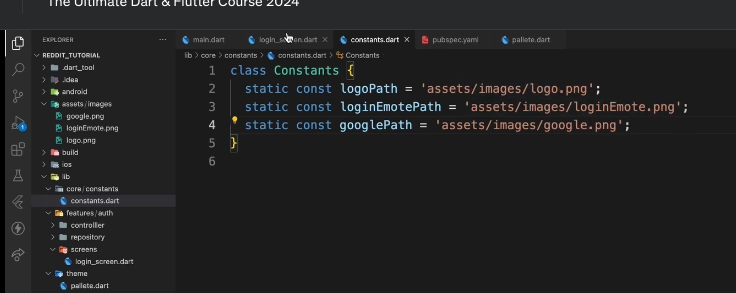 The Ultimate Dart & Flutter Course 2024
EXPLORER ...
main.dart login_screen.dart constants.dart pubspec.yaml pallete.dart
REDDIT_TUTORIAL
lib > core > constants > constants.dart > Constants
.dart_tool
.idea
android
assets/images
google.png
loginEmote.png
logo.png
build
ios
lib
core/constants
constants.dart
features/auth
controller
repository
screens
login_screen.dart
theme
pallete.dart
1 class Constants {
2 static const logoPath = 'assets/images/logo.png';
3 static const loginEmotePath = 'assets/images/loginEmote.png';
4 static const googlePath = 'assets/images/google.png';
5 }
6
1